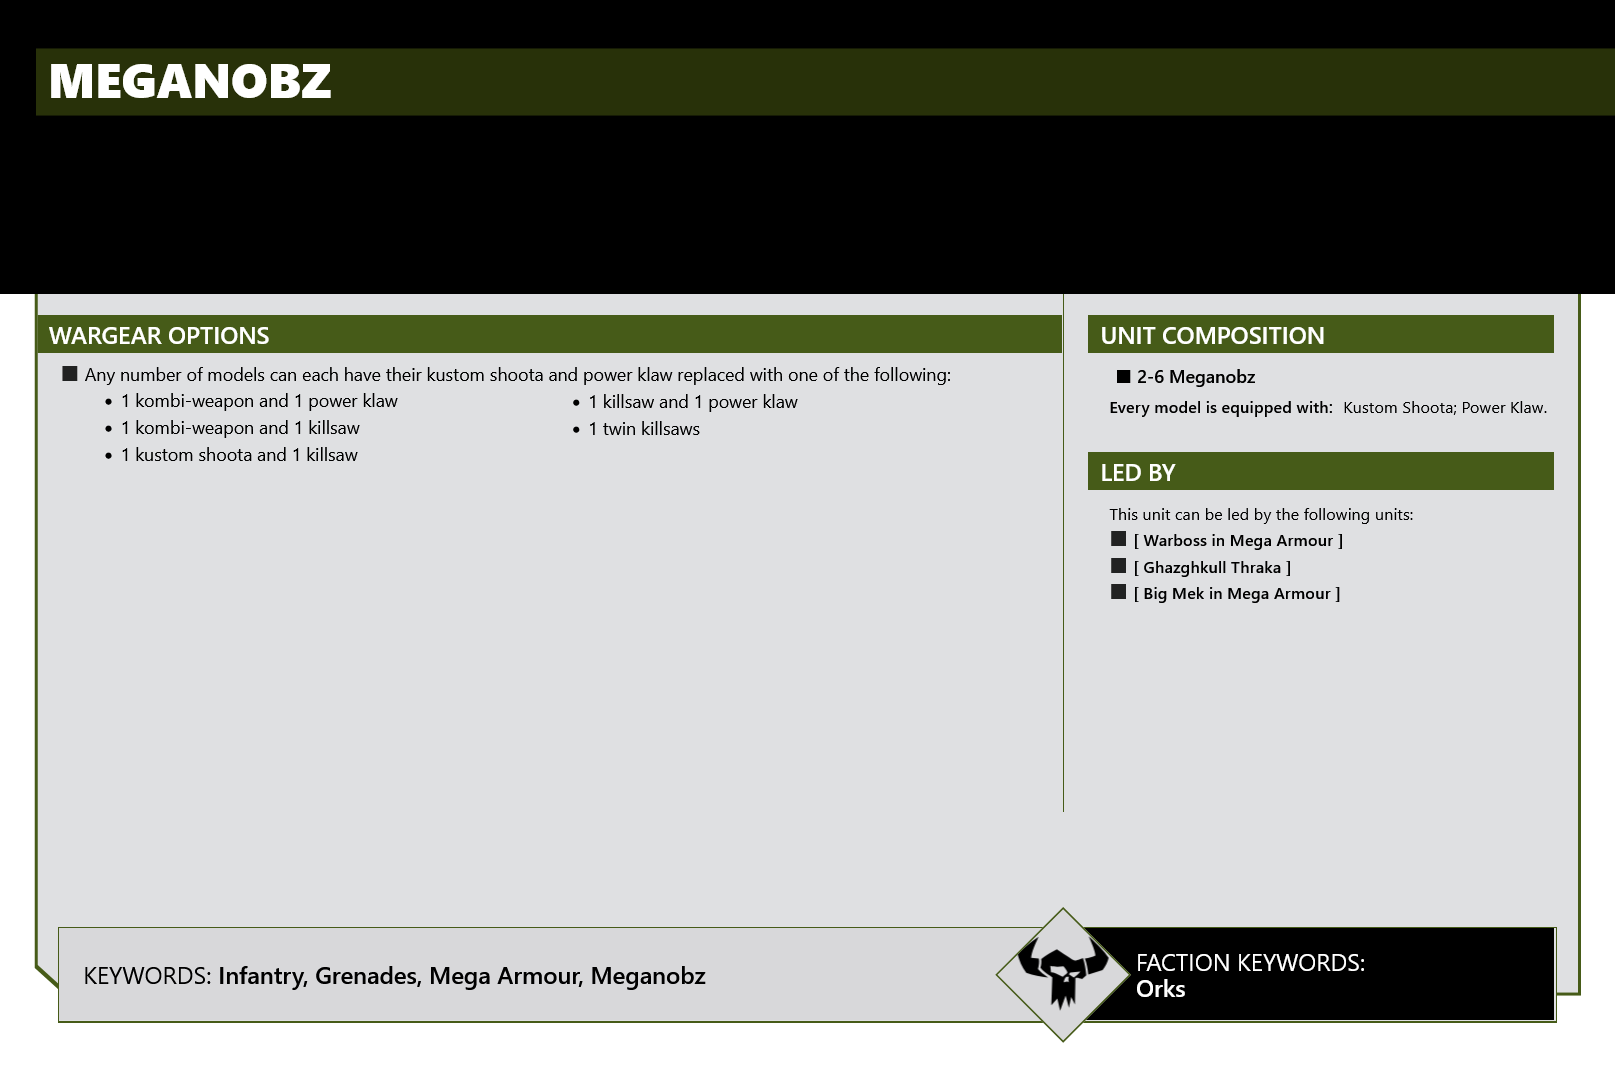 MEGANOBZ
WARGEAR OPTIONS
Any number of models can each have their kustom shoota and power klaw replaced with one of the following:
1 kombi-weapon and 1 power klaw
1 kombi-weapon and 1 killsaw
1 kustom shoota and 1 killsaw
1 killsaw and 1 power klaw
1 twin killsaws
UNIT COMPOSITION
2-6 Meganobz
Every model is equipped with: Kustom Shoota; Power Klaw.
LED BY
This unit can be led by the following units:
[ Warboss in Mega Armour ]
[ Ghazghkull Thraka ]
[ Big Mek in Mega Armour ]
KEYWORDS: Infantry, Grenades, Mega Armour, Meganobz
FACTION KEYWORDS:
Orks